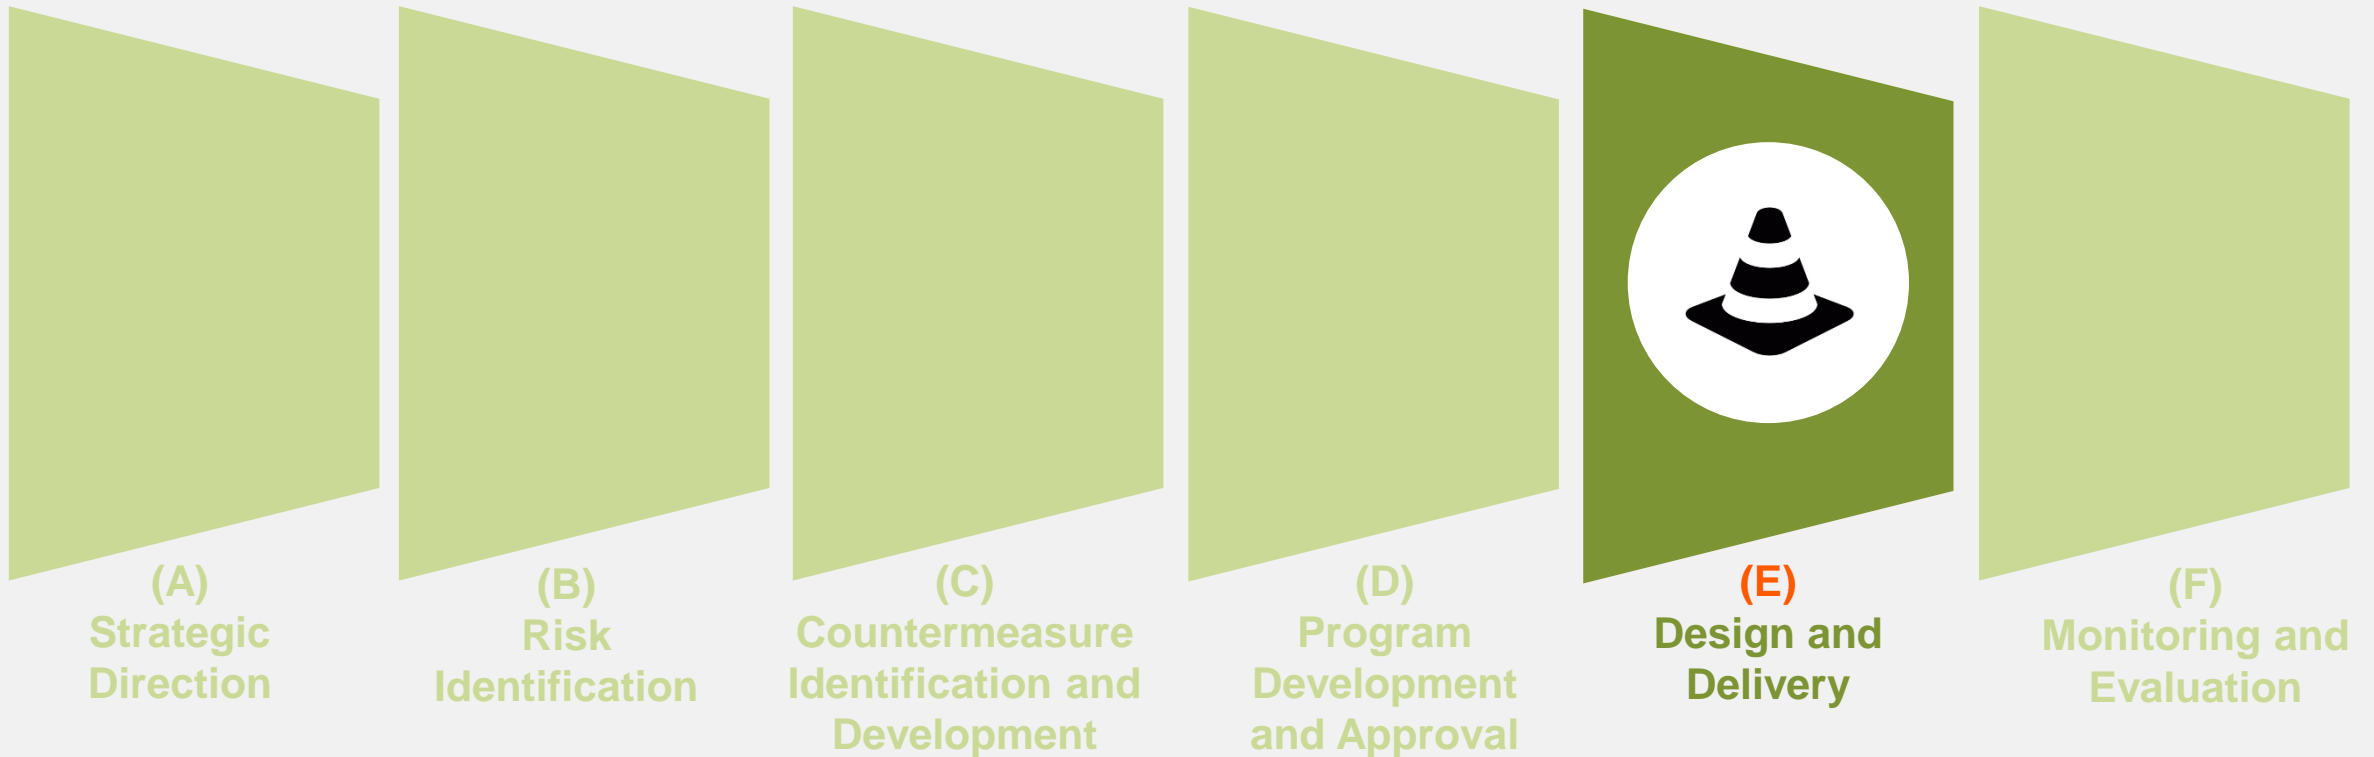 (A)
Strategic
Direction
(B)
Risk
Identification
(C)
Countermeasure
Identification and
Development
(D)
Program
Development
and Approval
(E)
Design and
Delivery
(F)
Monitoring and
Evaluation